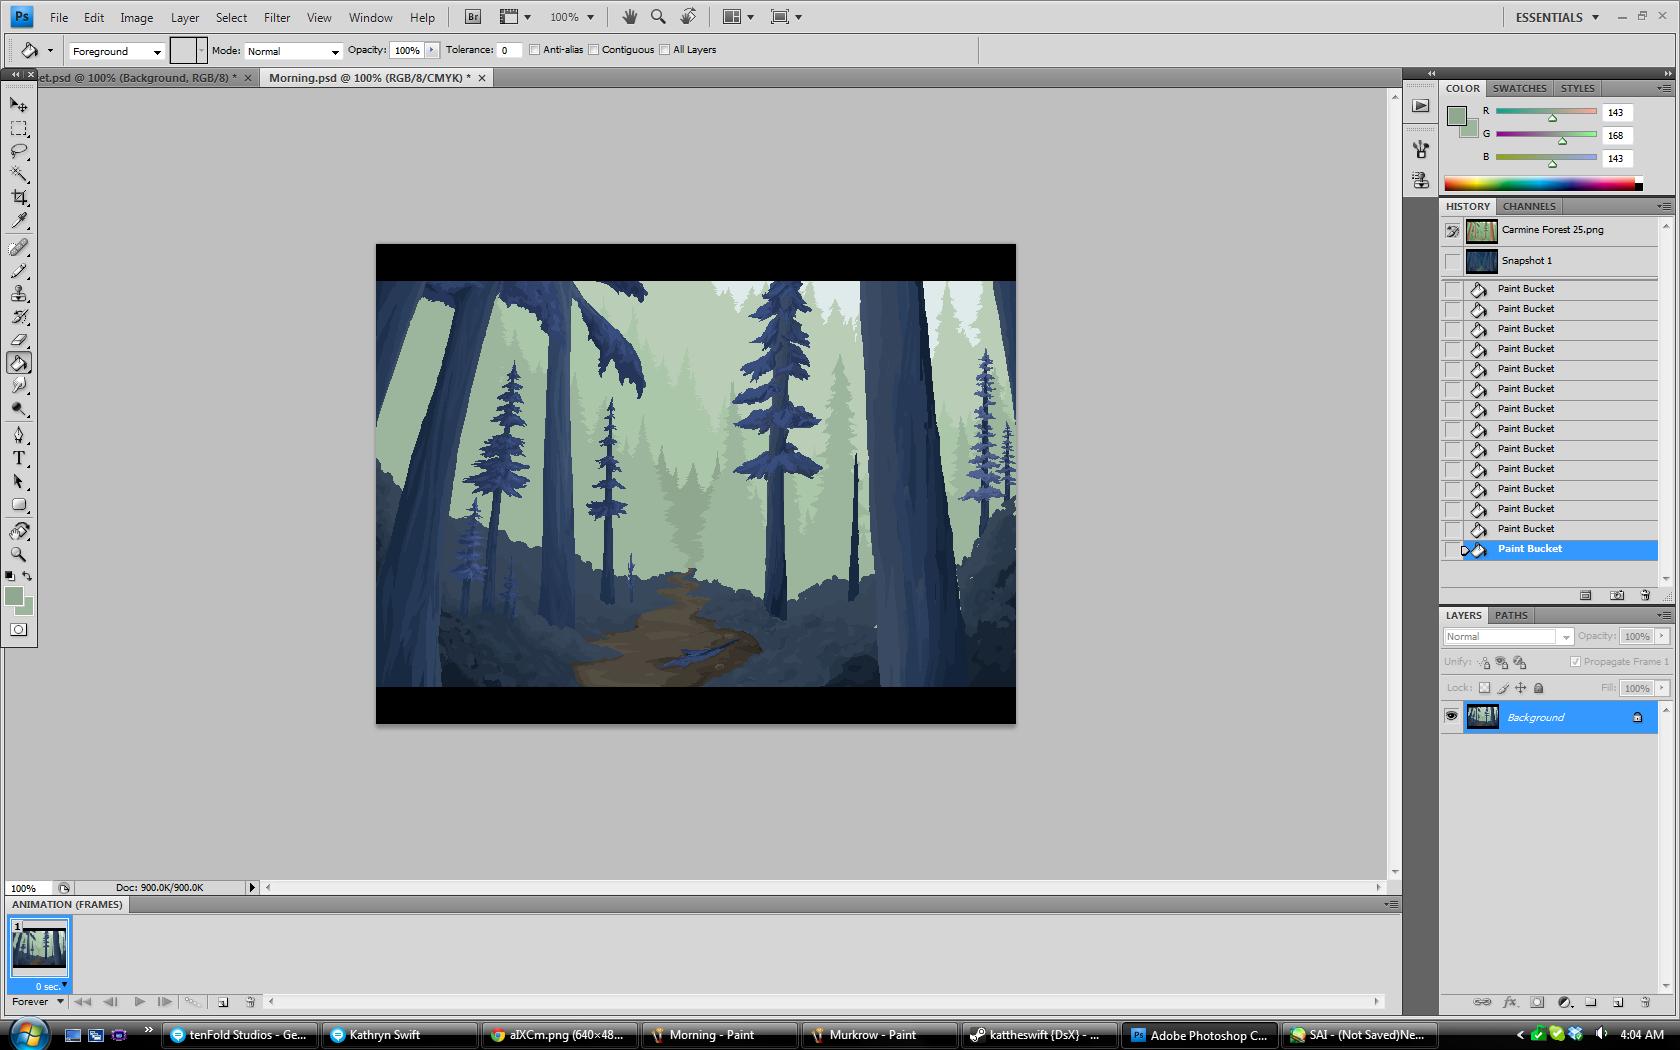 Ps File Edit Image Layer Select Filter View Window Help Br 100% ESSENTIALS
Foreground Mode: Normal Opacity: 100% Tolerance: 0 Anti-alias Contiguous All Layers
et.psd @ 100% (Background, RGB/8) * Morning.psd @ 100% (RGB/8/CMYK) *
COLOR SWATCHES STYLES
R 143
G 168
B 143
HISTORY CHANNELS
Carmine Forest 25.png
Snapshot 1
Paint Bucket
Paint Bucket
Paint Bucket
Paint Bucket
Paint Bucket
Paint Bucket
Paint Bucket
Paint Bucket
Paint Bucket
Paint Bucket
Paint Bucket
Paint Bucket
Paint Bucket
Paint Bucket
LAYERS PATHS
Normal Opacity: 100%
Unify: Propagate Frame 1
Lock: Fill: 100%
Background
T
100% Doc: 900.0K/900.0K
ANIMATION (FRAMES)
1
0 sec.
Forever
fx
tenFold Studios - Ge... Kathryn Swift aIXCm.png (640×48... Morning - Paint Murkrow - Paint kattheswift {DsX} - ... Ps Adobe Photoshop C... SAI - (Not Saved)Ne... 4:04 AM